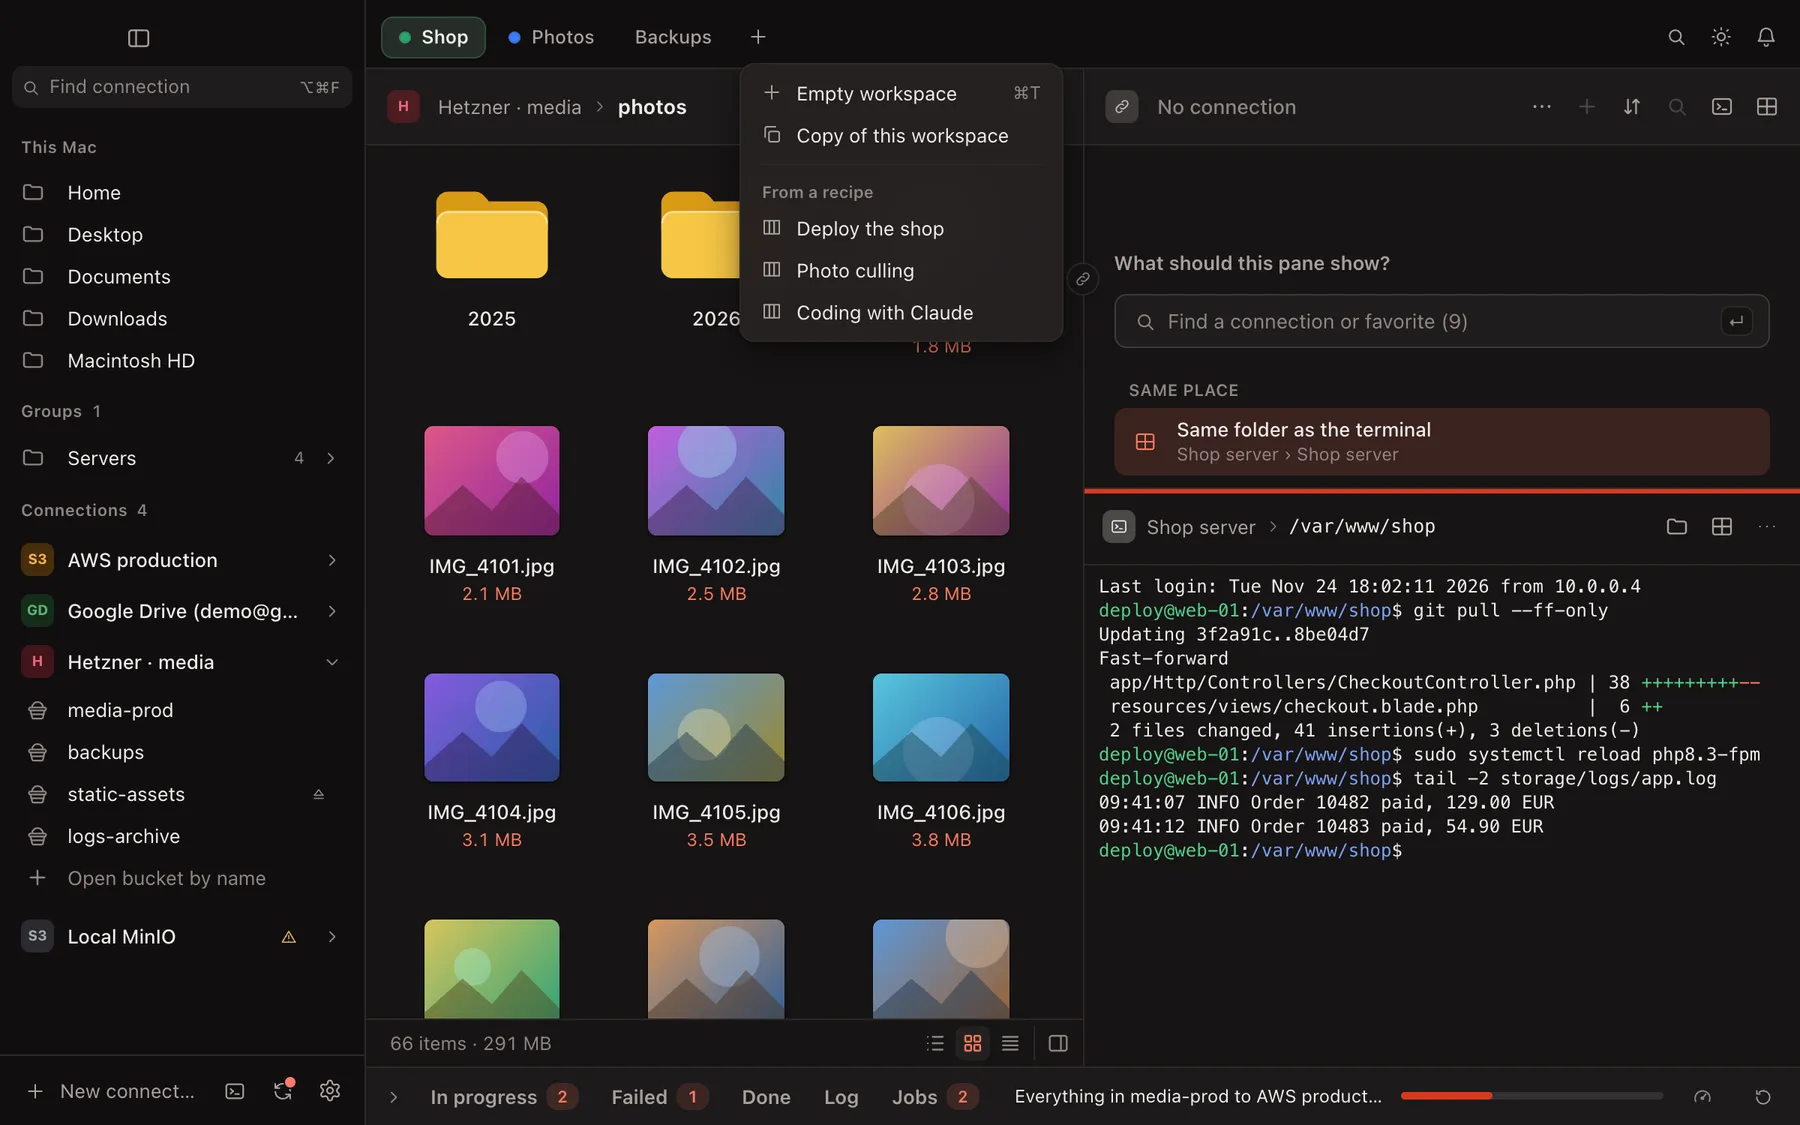 Shop
Photos
Backups
Find connection
⌥⌘F
This Mac
Home
Desktop
Documents
Downloads
Macintosh HD
Groups 1
Servers 4
Connections 4
S3 AWS production
GD Google Drive (demo@g...
H Hetzner · media
media-prod
backups
static-assets
logs-archive
Open bucket by name
S3 Local MinIO
New connect...
H Hetzner · media › photos
Empty workspace ⌘T
Copy of this workspace
From a recipe
Deploy the shop
Photo culling
Coding with Claude
2025
2026
1.8 MB
IMG_4101.jpg
2.1 MB
IMG_4102.jpg
2.5 MB
IMG_4103.jpg
2.8 MB
IMG_4104.jpg
3.1 MB
IMG_4105.jpg
3.5 MB
IMG_4106.jpg
3.8 MB
66 items · 291 MB
No connection
What should this pane show?
Find a connection or favorite (9)
SAME PLACE
Same folder as the terminal
Shop server › Shop server
Shop server › /var/www/shop
Last login: Tue Nov 24 18:02:11 2026 from 10.0.0.4
deploy@web-01:/var/www/shop$ git pull --ff-only
Updating 3f2a91c..8be04d7
Fast-forward
app/Http/Controllers/CheckoutController.php | 38 +++++++++--
resources/views/checkout.blade.php | 6 ++
2 files changed, 41 insertions(+), 3 deletions(-)
deploy@web-01:/var/www/shop$ sudo systemctl reload php8.3-fpm
deploy@web-01:/var/www/shop$ tail -2 storage/logs/app.log
09:41:07 INFO Order 10482 paid, 129.00 EUR
09:41:12 INFO Order 10483 paid, 54.90 EUR
deploy@web-01:/var/www/shop$
In progress 2
Failed 1
Done
Log
Jobs 2
Everything in media-prod to AWS product...